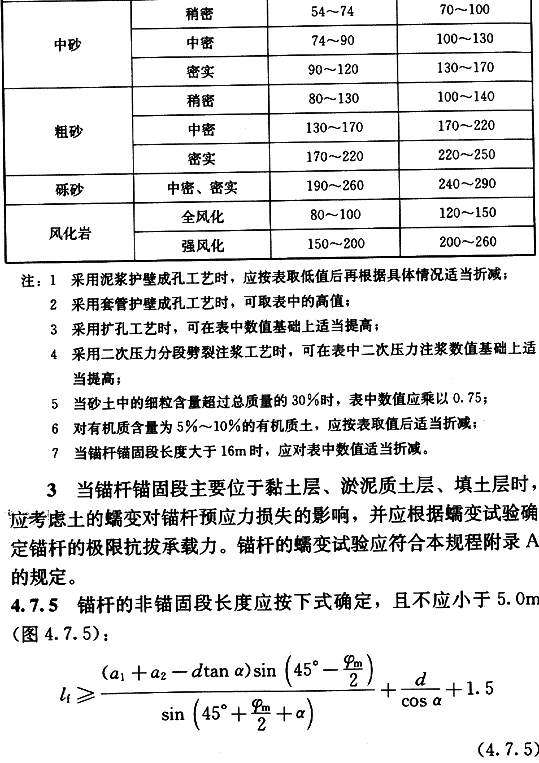 中砂 稍密 54～74 70～100
中密 74～90 100～130
密实 90～120 130～170
粗砂 稍密 80～130 100～140
中密 130～170 170～220
密实 170～220 220～250
砾砂 中密、密实 190～260 240～290
风化岩 全风化 80～100 120～150
强风化 150～200 200～260
注：1 采用泥浆护壁成孔工艺时，应按表取低值后再根据具体情况适当折减；
2 采用套管护壁成孔工艺时，可取表中的高值；
3 采用扩孔工艺时，可在表中数值基础上适当提高；
4 采用二次压力分段劈裂注浆工艺时，可在表中二次压力注浆数值基础上适
当提高；
5 当砂土中的细粒含量超过总质量的30%时，表中数值应乘以0.75；
6 对有机质含量为5%～10%的有机质土，应按表取值后适当折减；
7 当锚杆锚固段长度大于16m时，应对表中数值适当折减。
3 当锚杆锚固段主要位于黏土层、淤泥质土层、填土层时，
应考虑土的蠕变对锚杆预应力损失的影响，并应根据蠕变试验确
定锚杆的极限抗拔承载力。锚杆的蠕变试验应符合本规程附录A
的规定。
4.7.5 锚杆的非锚固段长度应按下式确定，且不应小于5.0m
（图4.7.5）：
l_f ≥ (a₁+a₂−d tan α) sin (45°−φ_m/2) / sin (45°+φ_m/2+α) + d/cos α + 1.5
(4.7.5)